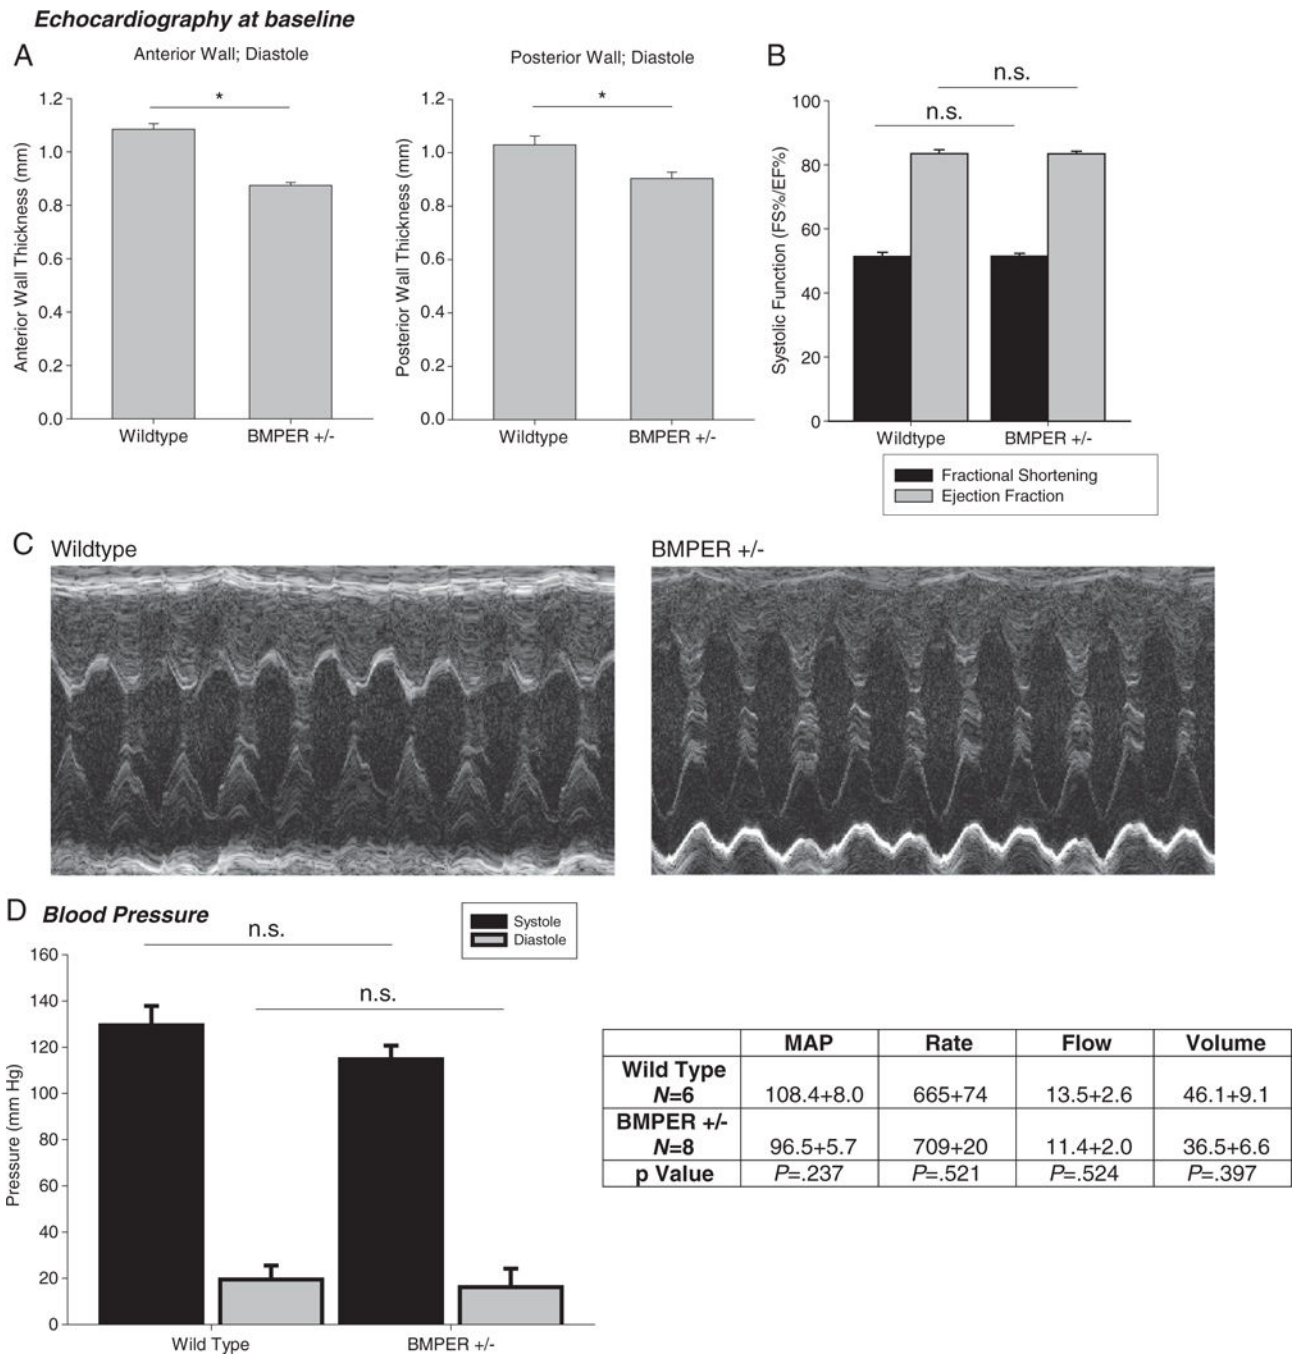 Echocardiography at baseline
A
Anterior Wall; Diastole
1.2
1.0
0.8
0.6
0.4
0.2
0.0
Anterior Wall Thickness (mm)
*
Wildtype BMPER +/-
Posterior Wall; Diastole
1.2
1.0
0.8
0.6
0.4
0.2
0.0
Posterior Wall Thickness (mm)
*
Wildtype BMPER +/-
B
n.s.
n.s.
100
80
60
40
20
0
Systolic Function (FS%/EF%)
Wildtype BMPER +/-
Fractional Shortening
Ejection Fraction
C
Wildtype
BMPER +/-
D
Blood Pressure
Systole
Diastole
n.s.
n.s.
160
140
120
100
80
60
40
20
0
Pressure (mm Hg)
Wild Type BMPER +/-
MAP Rate Flow Volume
Wild Type
N=6 108.4+8.0 665+74 13.5+2.6 46.1+9.1
BMPER +/-
N=8 96.5+5.7 709+20 11.4+2.0 36.5+6.6
p Value P=.237 P=.521 P=.524 P=.397